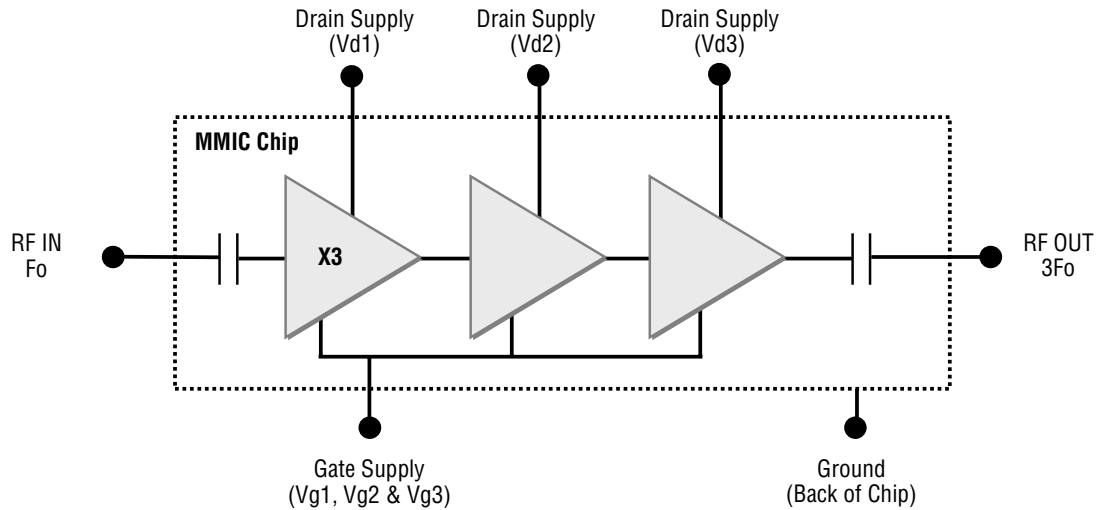 Drain Supply
(Vd1)
Drain Supply
(Vd2)
Drain Supply
(Vd3)
MMIC Chip
RF IN
Fo
X3
RF OUT
3Fo
Gate Supply
(Vg1, Vg2 & Vg3)
Ground
(Back of Chip)